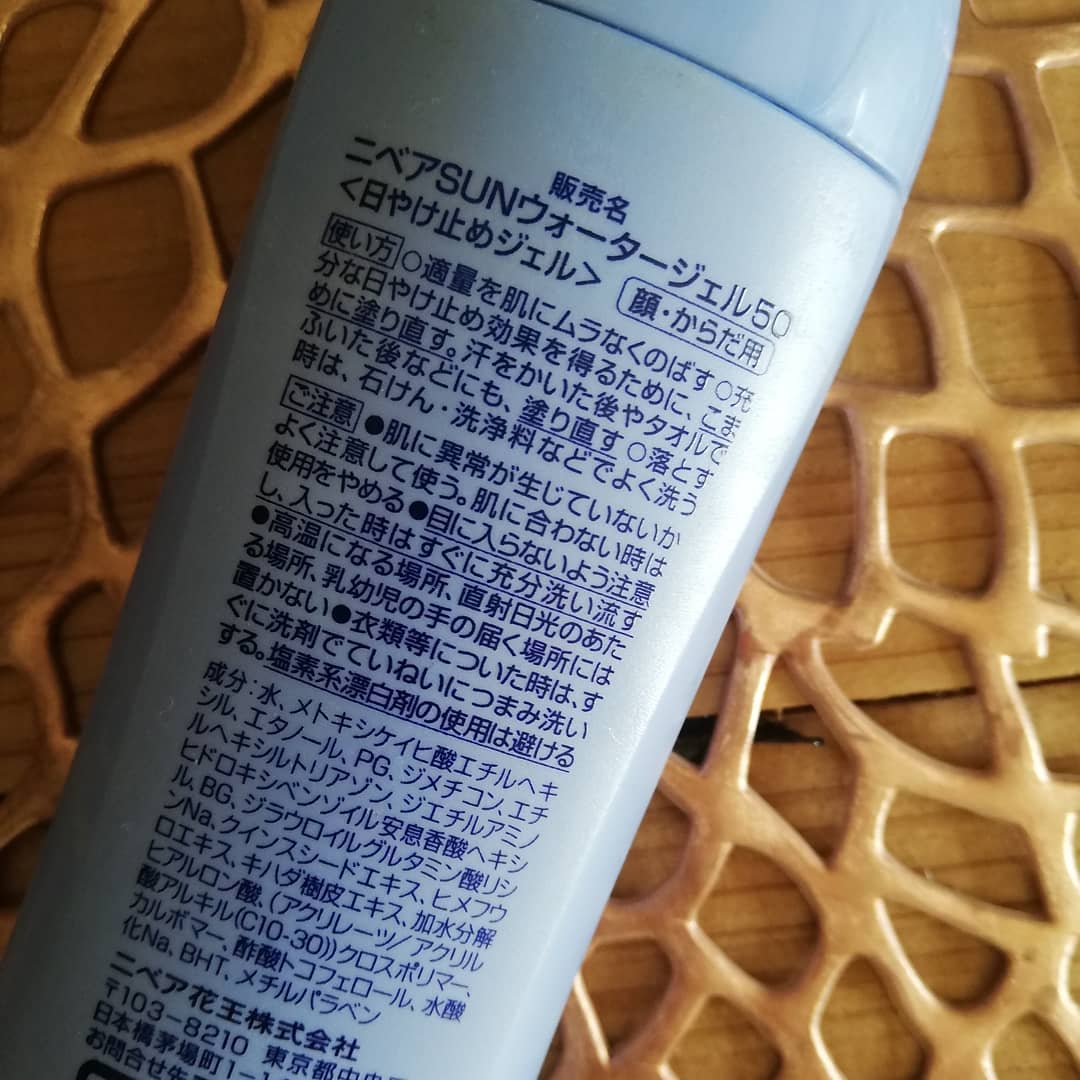 販売名
ニベアSUNウォータージェル50
<日やけ止めジェル> 顔・からだ用
使い方 ○適量を肌にムラなくのばす ○充
分な日やけ止め効果を得るために、こま
めに塗り直す。汗をかいた後やタオルで
ふいた後などにも、塗り直す ○落とす
時は、石けん・洗浄料などでよく洗う
ご注意 ●肌に異常が生じていないか
よく注意して使う。肌に合わない時は
使用をやめる ●目に入らないよう注意
し、入った時はすぐに充分洗い流す
●高温になる場所、直射日光のあた
る場所、乳幼児の手の届く場所には
置かない ●衣類等についた時は、す
ぐに洗剤でていねいにつまみ洗い
する。塩素系漂白剤の使用は避ける
成分:水、メトキシケイヒ酸エチルヘキ
シル、エタノール、PG、ジメチコン、エチ
ルヘキシルトリアゾン、ジエチルアミノ
ヒドロキシベンゾイル安息香酸ヘキシ
ル、BG、ジラウロイルグルタミン酸リシ
ンNa、クインスシードエキス、ヒメフウ
ロエキス、キハダ樹皮エキス、加水分解
ヒアルロン酸、(アクリレーツ/アクリル
酸アルキル(C10-30))クロスポリマー、
カルボマー、酢酸トコフェロール、水酸
化Na、BHT、メチルパラベン
ニベア花王株式会社
〒103-8210 東京都中央
日本橋茅場町1-1
お問合せ先